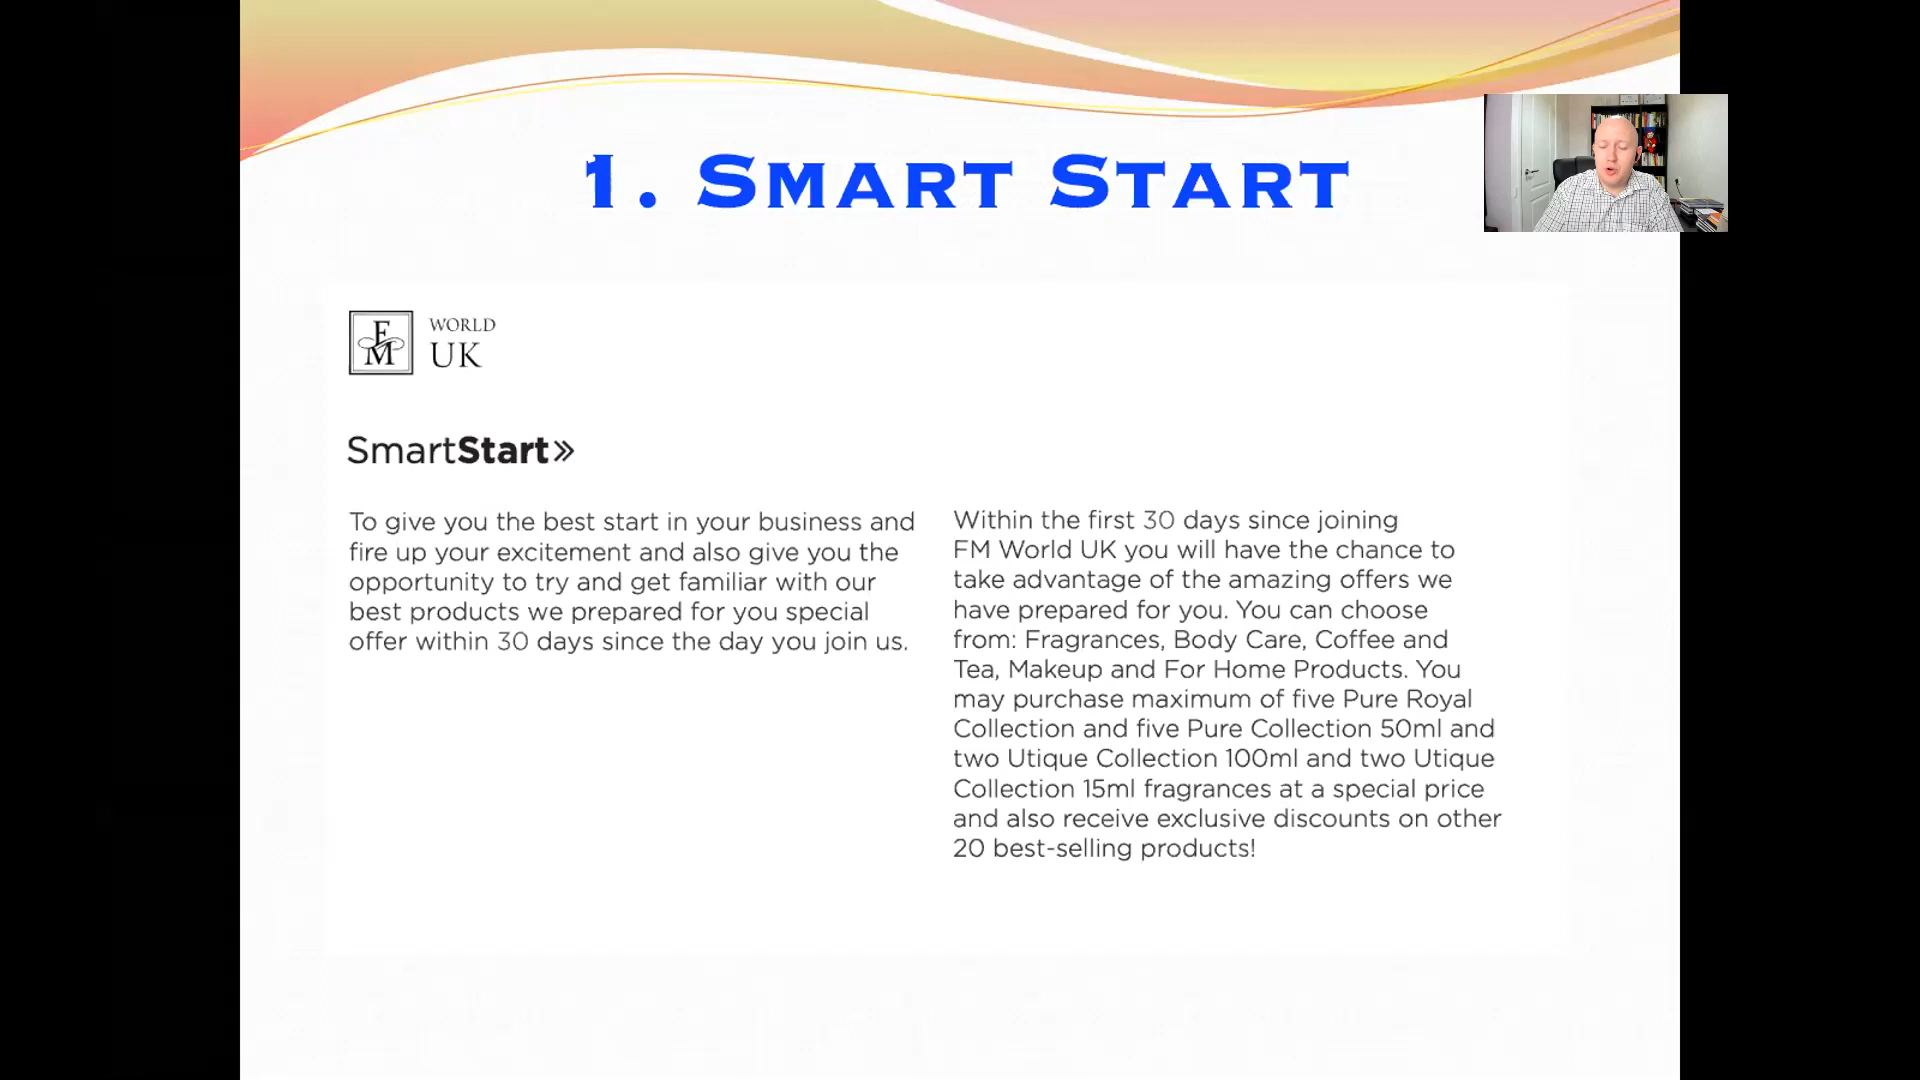 1. Smart Start
FM
WORLD
UK
SmartStart»
To give you the best start in your business and
fire up your excitement and also give you the
opportunity to try and get familiar with our
best products we prepared for you special
offer within 30 days since the day you join us.
Within the first 30 days since joining
FM World UK you will have the chance to
take advantage of the amazing offers we
have prepared for you. You can choose
from: Fragrances, Body Care, Coffee and
Tea, Makeup and For Home Products. You
may purchase maximum of five Pure Royal
Collection and five Pure Collection 50ml and
two Utique Collection 100ml and two Utique
Collection 15ml fragrances at a special price
and also receive exclusive discounts on other
20 best-selling products!